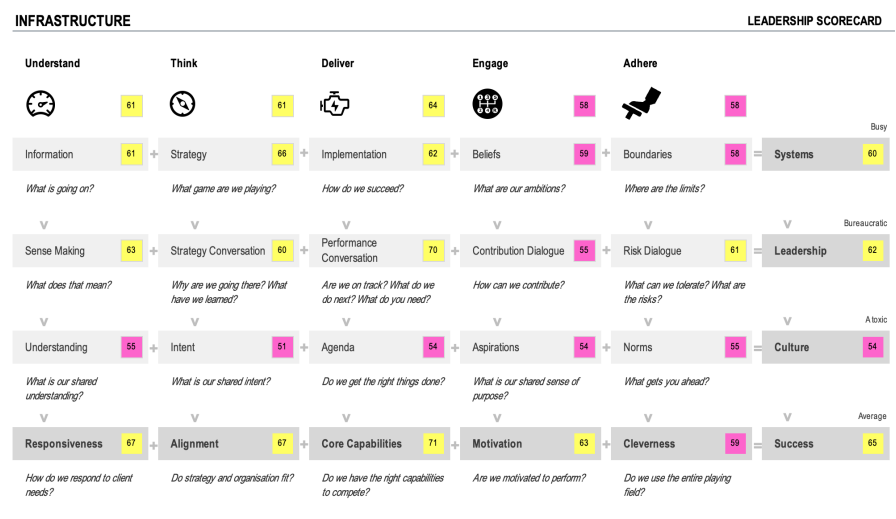 INFRASTRUCTURE
LEADERSHIP SCORECARD
Understand Think Deliver Engage Adhere
61 61 64 58 58
Busy
Information 61 + Strategy 66 + Implementation 62 + Beliefs 59 + Boundaries 58 = Systems 60
What is going on? What game are we playing? How do we succeed? What are our ambitions? Where are the limits?
Bureaucratic
Sense Making 63 + Strategy Conversation 60 + Performance Conversation 70 + Contribution Dialogue 55 + Risk Dialogue 61 = Leadership 62
What does that mean? Why are we going there? What have we learned? Are we on track? What do we do next? What do you need? How can we contribute? What can we tolerate? What are the risks?
A toxic
Understanding 55 + Intent 51 + Agenda 54 + Aspirations 54 + Norms 55 = Culture 54
What is our shared understanding? What is our shared intent? Do we get the right things done? What is our shared sense of purpose? What gets you ahead?
Average
Responsiveness 67 + Alignment 67 + Core Capabilities 71 + Motivation 63 + Cleverness 59 = Success 65
How do we respond to client needs? Do strategy and organisation fit? Do we have the right capabilities to compete? Are we motivated to perform? Do we use the entire playing field?